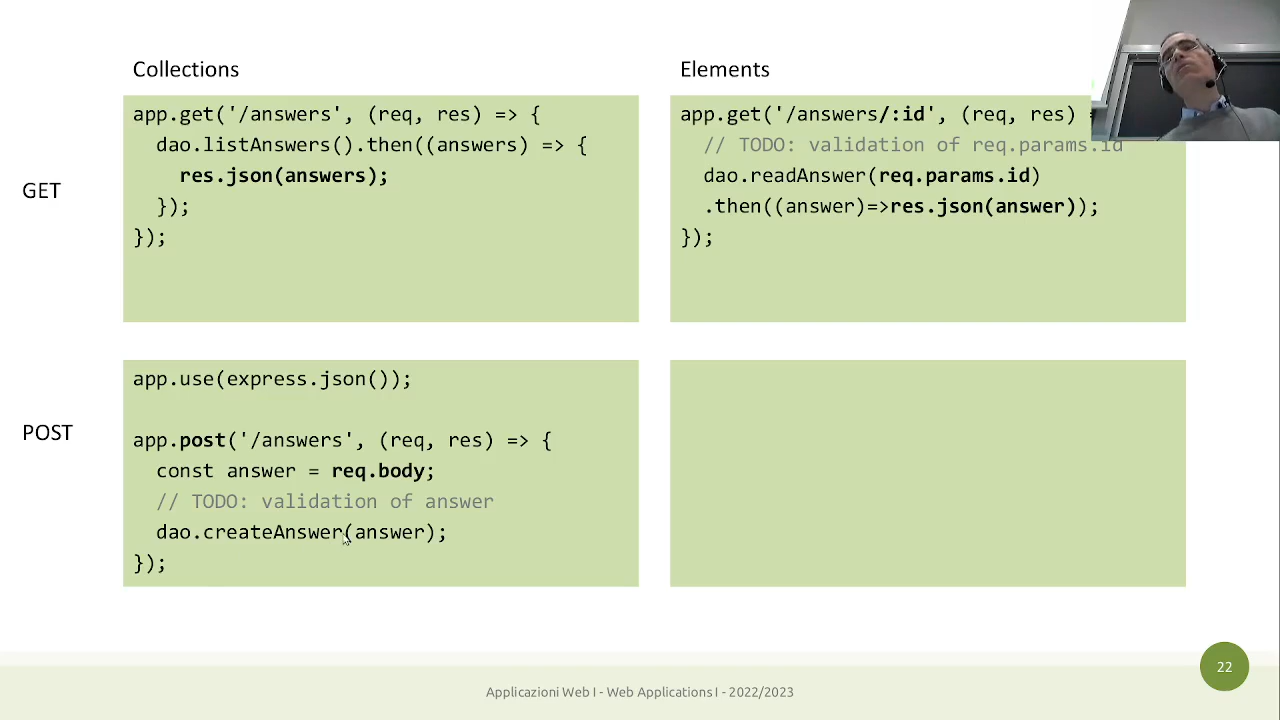 Collections
Elements
GET
app.get('/answers', (req, res) => {
dao.listAnswers().then((answers) => {
res.json(answers);
});
});
app.get('/answers/:id', (req, res)
// TODO: validation of req.params.id
dao.readAnswer(req.params.id)
.then((answer)=>res.json(answer));
});
POST
app.use(express.json());
app.post('/answers', (req, res) => {
const answer = req.body;
// TODO: validation of answer
dao.createAnswer(answer);
});
Applicazioni Web I - Web Applications I - 2022/2023
22